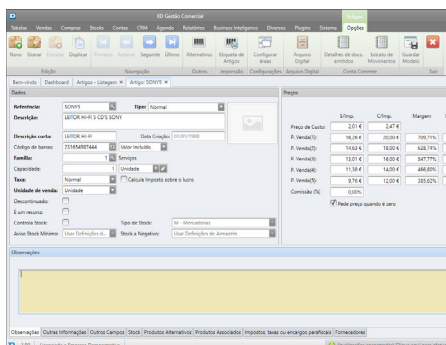 3D Gestão Comercial
Artigos
Tabelas Vendas Compras Stocks Contas CRM Agenda Relatórios Business Intelligence Diversos Plugins Sistema Opções
Novo Gravar Eliminar Duplicar Primeiro Anterior Seguinte Último Alternativos Etiqueta de Artigos Configurar áreas Arquivo Digital Detalhes de docs. emitidos Extrato de Movimentos Guardar Modelo Sair
Edição Navegação Outros Impressão Configurações Arquivo Digital Conta Corrente Sair
Bem-vindo Dashboard Artigos - Listagem Artigo: SONY5
Dados
Preços
Referência: SONY5 Tipo: Normal
Descrição: LEITOR HI-FI 5 CD'S SONY
S/Imp. C/Imp. Margem
Preço de Custo: 2,01 € 2,47 €
P. Venda(1): 16,26 € 20,00 € 709,71%
P. Venda(2): 14,63 € 18,00 € 628,74%
P. Venda(3): 13,01 € 16,00 € 547,77%
P. Venda(4): 11,38 € 14,00 € 466,80%
P. Venda(5): 9,76 € 12,00 € 385,82%
Comissão (%) 0,00%
Pede preço quando é zero
Descrição curta: LEITOR HI-FI Data Criação: 01/01/1900
Código de barras: 231654987444 Valor Incluído
Família: 1 Serviços
Capacidade: 1 Unidade
Taxa: Normal Calcula imposto sobre o lucro
Unidade de venda: Unidade
Descontinuado:
É um recurso:
Controla Stock: Tipo de Stock: M - Mercadorias
Aviso Stock Mínimo: Usar Definições d... Stock a Negativo: Usar Definições de Armazém
Observações
Observações Outras Informações Outros Campos Stock Produtos Alternativos Produtos Associados Impostos, taxas ou encargos parafiscais Fornecedores